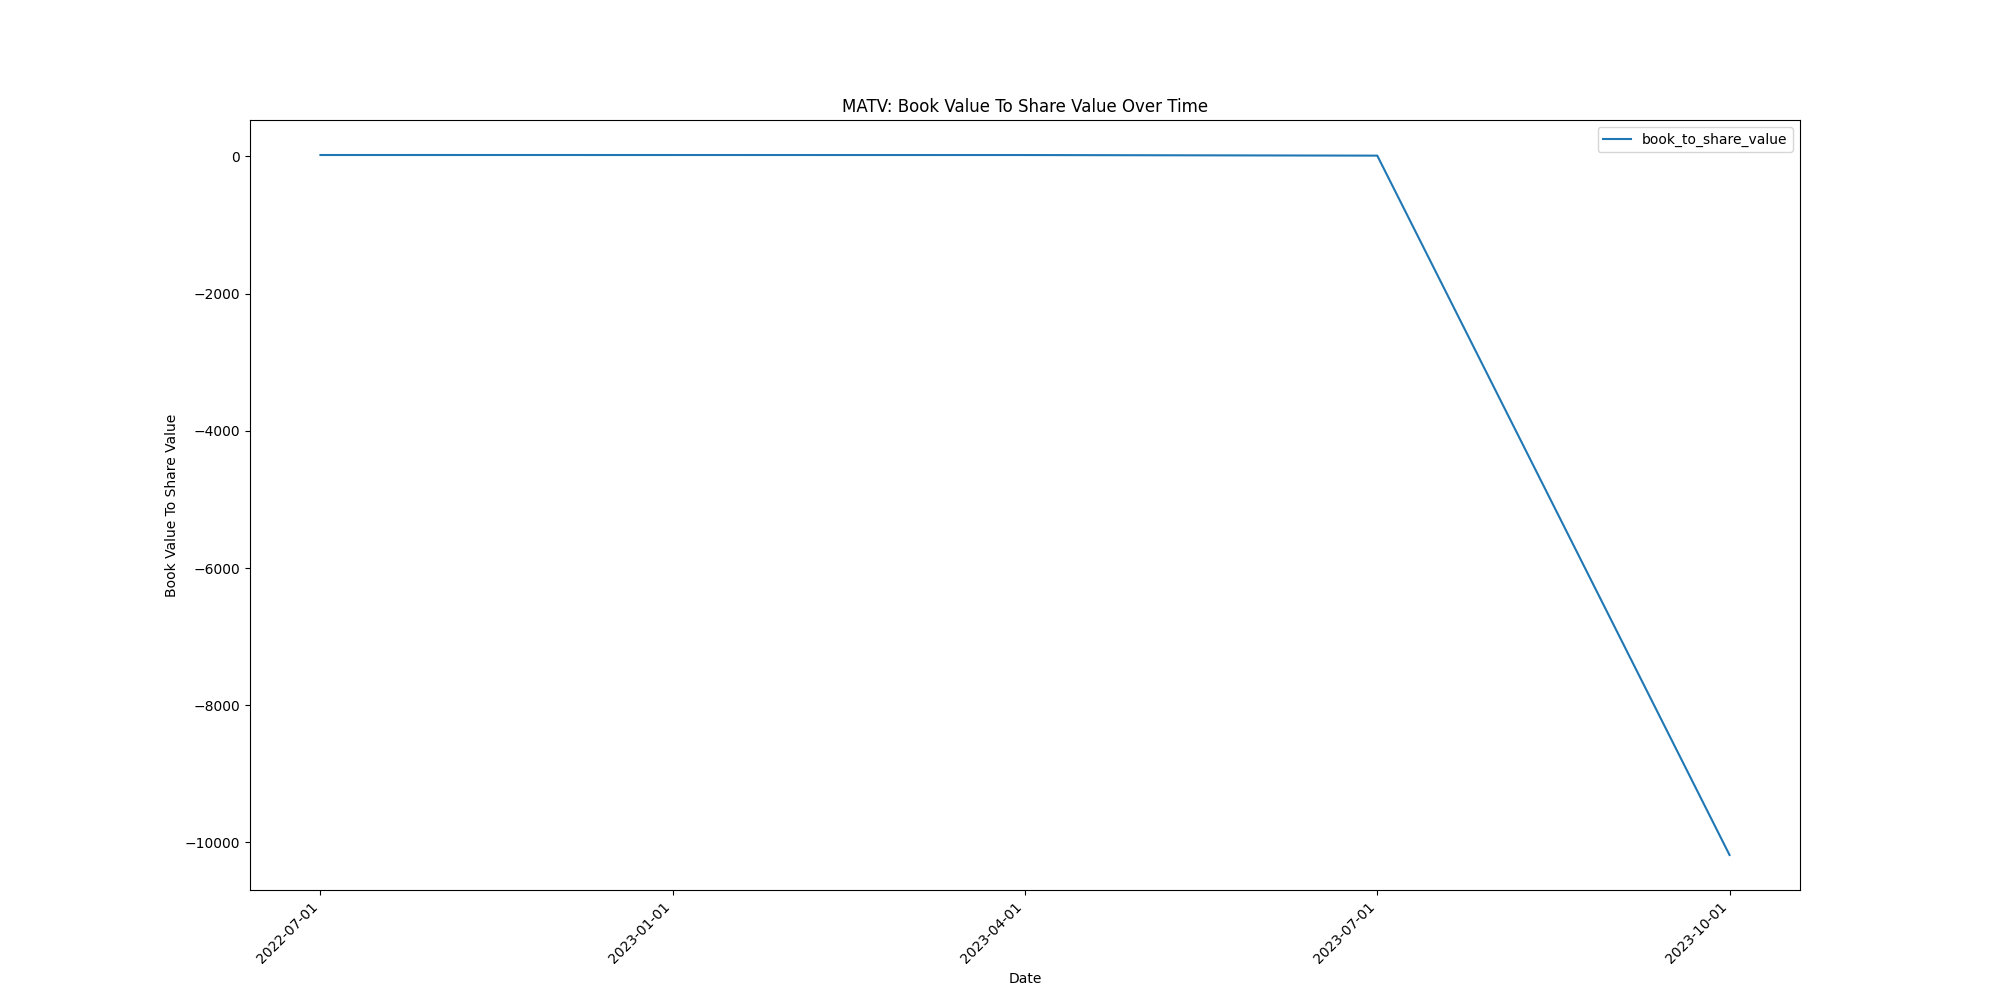 MATV: Book Value To Share Value Over Time
book_to_share_value
0
−2000
−4000
−6000
−8000
−10000
Book Value To Share Value
2022-07-01
2023-01-01
2023-04-01
2023-07-01
2023-10-01
Date